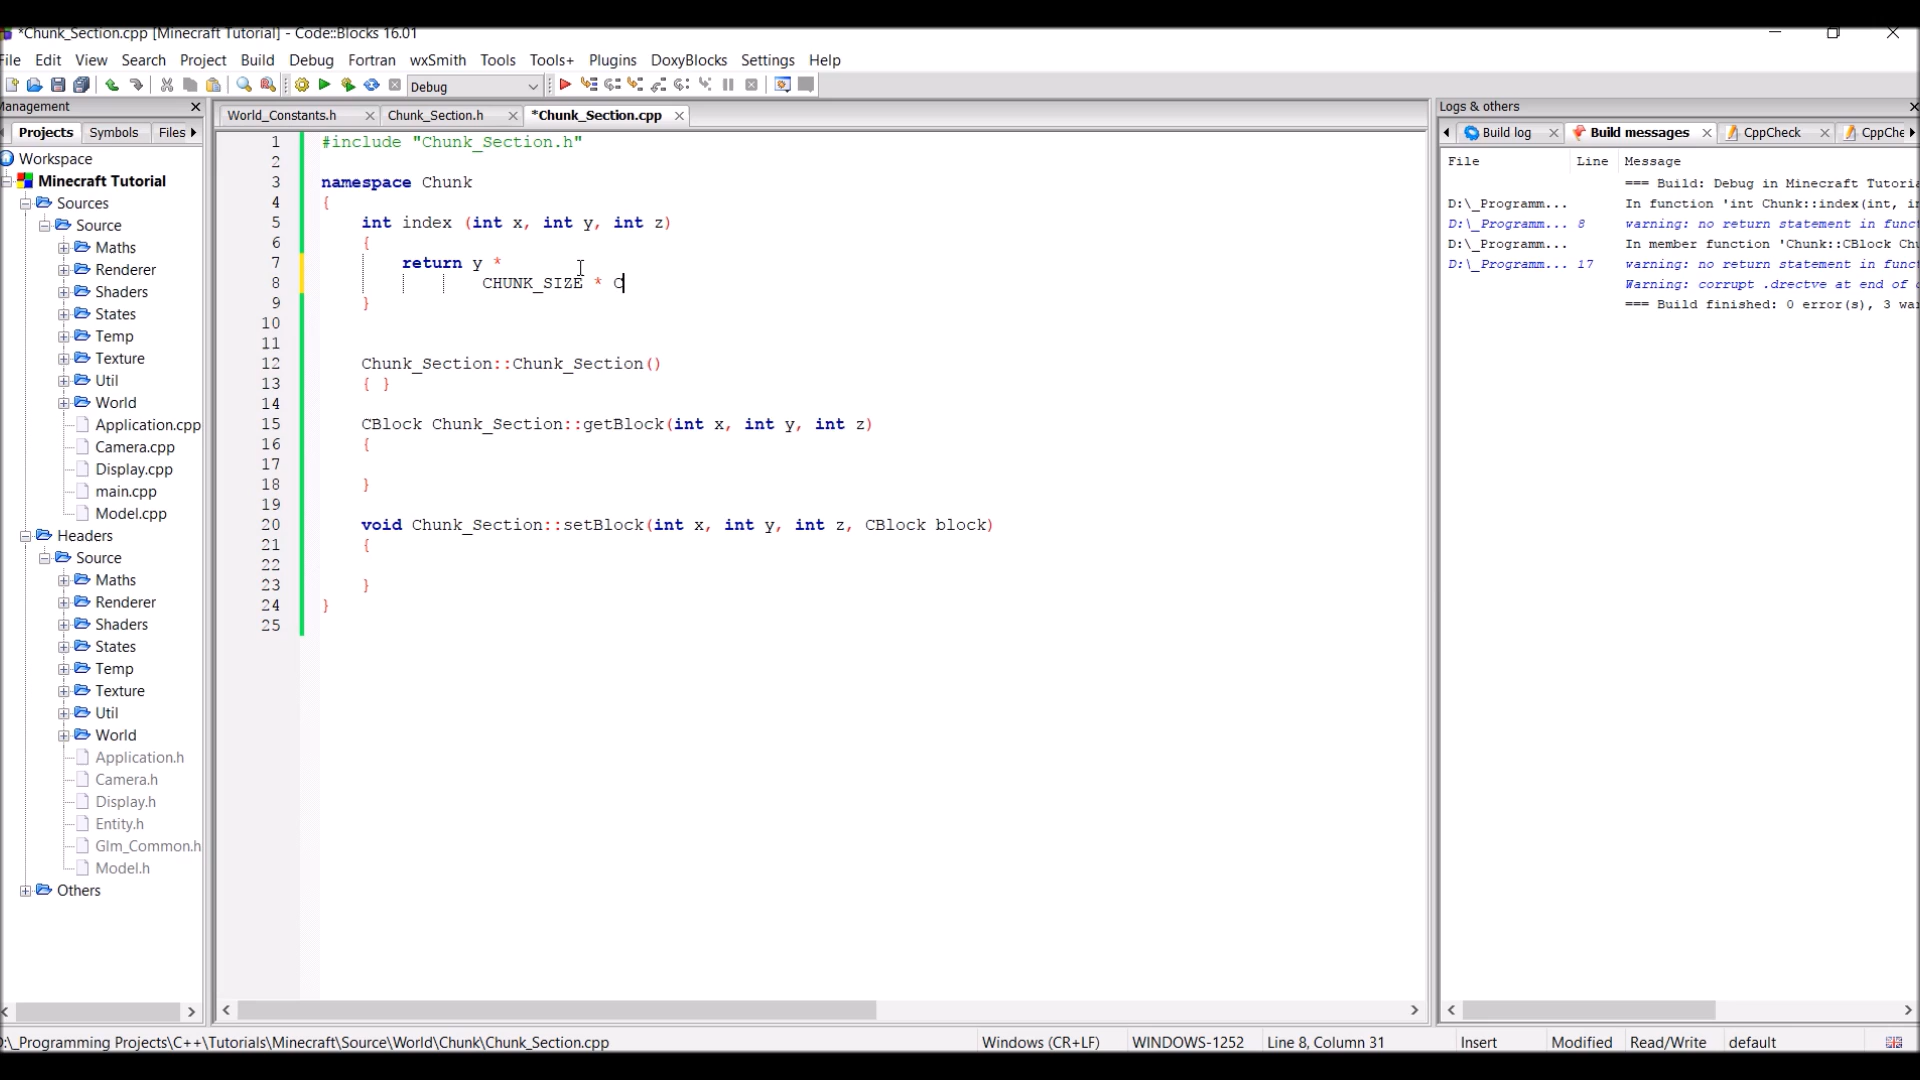 *Chunk_Section.cpp [Minecraft Tutorial] - Code::Blocks 16.01
File Edit View Search Project Build Debug Fortran wxSmith Tools Tools+ Plugins DoxyBlocks Settings Help
Debug
Management
Projects Symbols Files
Workspace
Minecraft Tutorial
Sources
Source
Maths
Renderer
Shaders
States
Temp
Texture
Util
World
Application.cpp
Camera.cpp
Display.cpp
main.cpp
Model.cpp
Headers
Source
Maths
Renderer
Shaders
States
Temp
Texture
Util
World
Application.h
Camera.h
Display.h
Entity.h
Glm_Common.h
Model.h
Others
World_Constants.h Chunk_Section.h *Chunk_Section.cpp
1 #include "Chunk_Section.h"
2
3 namespace Chunk
4 {
5 int index (int x, int y, int z)
6 {
7 return y *
8 CHUNK_SIZE * C
9 }
10
11
12 Chunk_Section::Chunk_Section()
13 { }
14
15 CBlock Chunk_Section::getBlock(int x, int y, int z)
16 {
17
18 }
19
20 void Chunk_Section::setBlock(int x, int y, int z, CBlock block)
21 {
22
23 }
24 }
25
Logs & others
Build log Build messages CppCheck CppChe
File Line Message
=== Build: Debug in Minecraft Tutoria
D:\_Programm... In function 'int Chunk::index(int, in
D:\_Programm... 8 warning: no return statement in funct
D:\_Programm... In member function 'Chunk::CBlock Chu
D:\_Programm... 17 warning: no return statement in funct
Warning: corrupt .drectve at end of d
=== Build finished: 0 error(s), 3 war
D:\_Programming Projects\C++\Tutorials\Minecraft\Source\World\Chunk\Chunk_Section.cpp Windows (CR+LF) WINDOWS-1252 Line 8, Column 31 Insert Modified Read/Write default